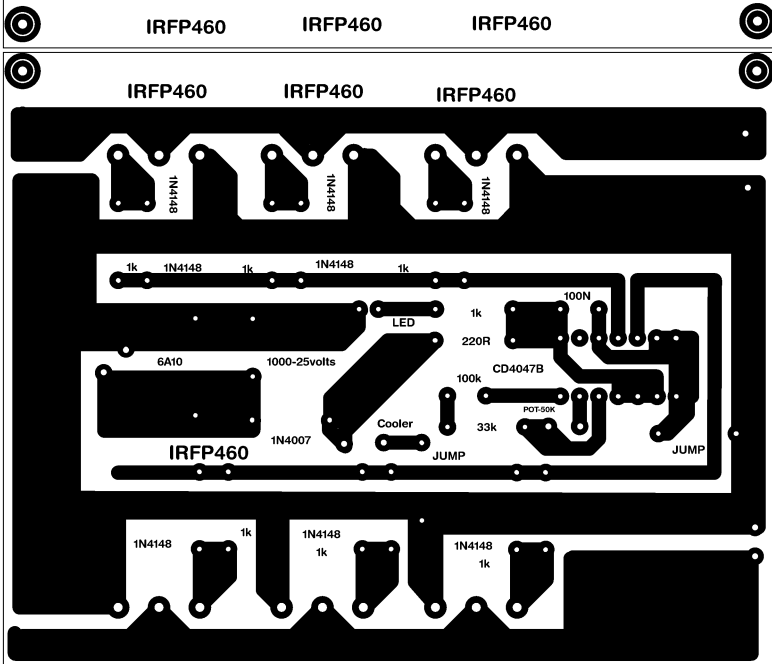 IRFP460 IRFP460 IRFP460
IRFP460 IRFP460 IRFP460
1N4148 1N4148 1N4148
1k 1N4148 1k 1N4148 1k
100N
1k
LED
220R
6A10 1000-25volts
CD4047B
100k
POT-50K
Cooler 33k
1N4007
JUMP JUMP
IRFP460
1k 1N4148
1N4148 1k 1N4148
1k